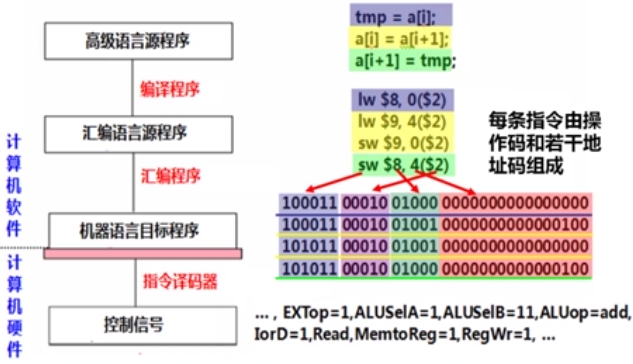 高级语言源程序
编译程序
汇编语言源程序
汇编程序
机器语言目标程序
指令译码器
控制信号
计算机软件
计算机硬件
tmp = a[i];
a[i] = a[i+1];
a[i+1] = tmp;
lw $8, 0($2)
lw $9, 4($2)
sw $9, 0($2)
sw $8, 4($2)
每条指令由操
作码和若干地
址码组成
100011 00010 01000 0000000000000000
100011 00010 01001 0000000000000100
101011 00010 01001 0000000000000000
101011 00010 01000 0000000000000100
... , EXTop=1,ALUSelA=1,ALUSelB=11,ALUop=add,
IorD=1,Read,MemtoReg=1,RegWr=1, ...